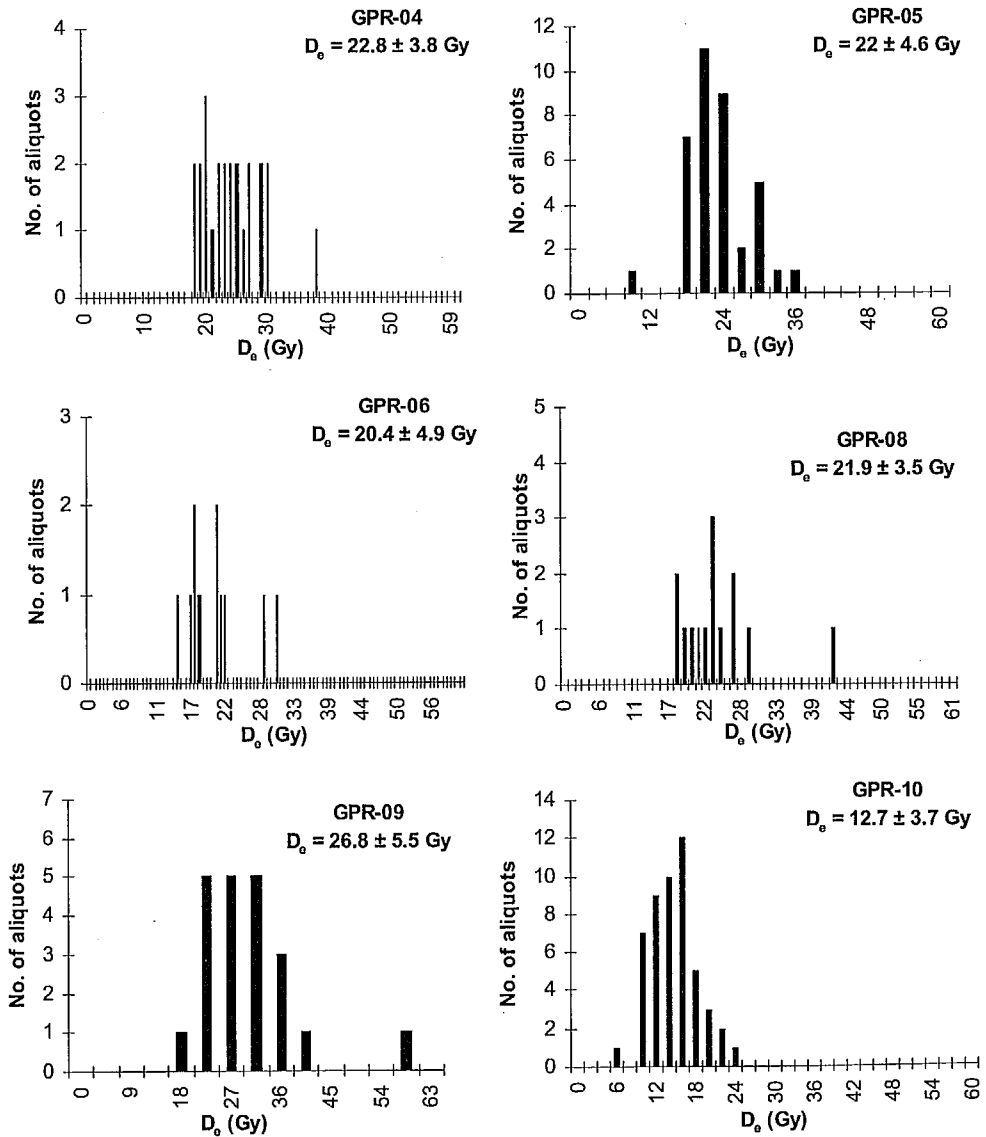 GPR-04
De = 22.8 ± 3.8 Gy
4
3
2
1
0
No. of aliquots
0 10 20 30 40 50 59
De (Gy)
GPR-05
De = 22 ± 4.6 Gy
12
10
8
6
4
2
0
No. of aliquots
0 12 24 36 48 60
De (Gy)
GPR-06
De = 20.4 ± 4.9 Gy
3
2
1
0
No. of aliquots
0 6 11 17 22 28 33 39 45 50 56
De (Gy)
GPR-08
De = 21.9 ± 3.5 Gy
5
4
3
2
1
0
No. of aliquots
0 6 11 17 22 28 33 44 50 55 61
De (Gy)
GPR-09
De = 26.8 ± 5.5 Gy
7
6
5
4
3
2
1
0
No. of aliquots
0 9 18 27 36 45 54 63
De (Gy)
GPR-10
De = 12.7 ± 3.7 Gy
14
12
10
8
6
4
2
0
No. of aliquots
0 6 12 18 24 30 36 42 48 54 60
De (Gy)